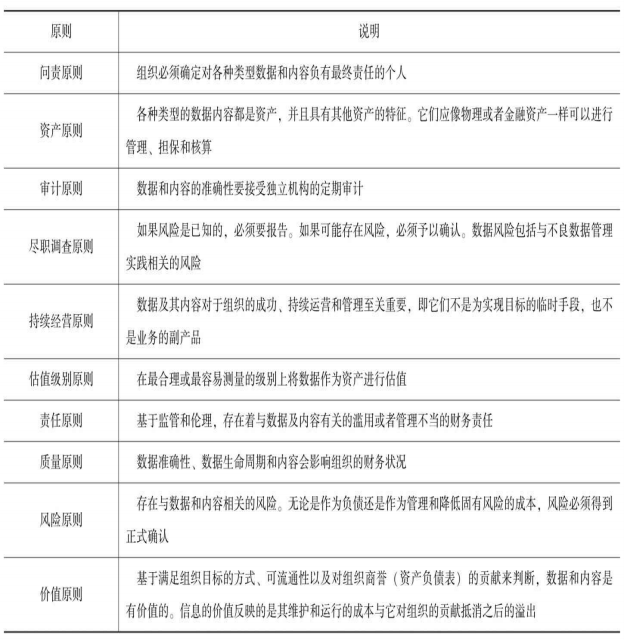 原则 说明
问责原则 组织必须确定对各种类型数据和内容负有最终责任的个人
各种类型的数据内容都是资产，并且具有其他资产的特征。它们应像物理或者金融资产一样可以进行
资产原则
管理、担保和核算
审计原则 数据和内容的准确性要接受独立机构的定期审计
如果风险是已知的，必须要报告。如果可能存在风险，必须予以确认。数据风险包括与不良数据管理
尽职调查原则
实践相关的风险
数据及其内容对于组织的成功、持续运营和管理至关重要，即它们不是为实现目标的临时手段，也不
持续经营原则
是业务的副产品
估值级别原则 在最合理或最容易测量的级别上将数据作为资产进行估值
责任原则 基于监管和伦理，存在着与数据及内容有关的滥用或者管理不当的财务责任
质量原则 数据准确性、数据生命周期和内容会影响组织的财务状况
存在与数据和内容相关的风险。无论是作为负债还是作为管理和降低固有风险的成本，风险必须得到
风险原则
正式确认
基于满足组织目标的方式、可流通性以及对组织商誉（资产负债表）的贡献来判断，数据和内容是
价值原则
有价值的。信息的价值反映的是其维护和运行的成本与它对组织的贡献抵消之后的溢出